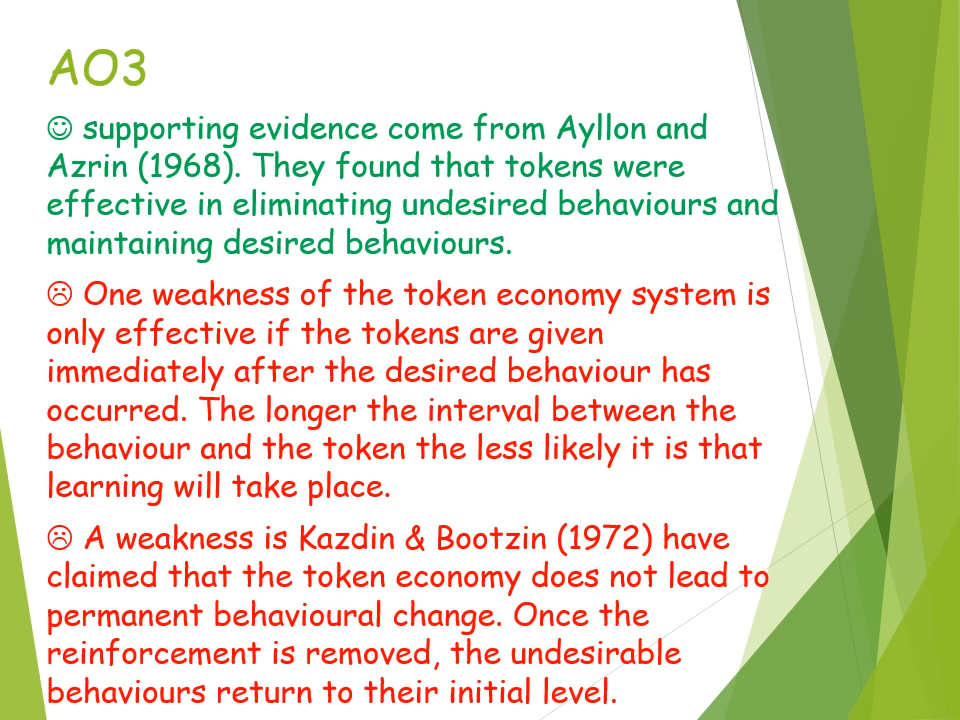 AO3
☺ supporting evidence come from Ayllon and
Azrin (1968). They found that tokens were
effective in eliminating undesired behaviours and
maintaining desired behaviours.
☹ One weakness of the token economy system is
only effective if the tokens are given
immediately after the desired behaviour has
occurred. The longer the interval between the
behaviour and the token the less likely it is that
learning will take place.
☹ A weakness is Kazdin & Bootzin (1972) have
claimed that the token economy does not lead to
permanent behavioural change. Once the
reinforcement is removed, the undesirable
behaviours return to their initial level.